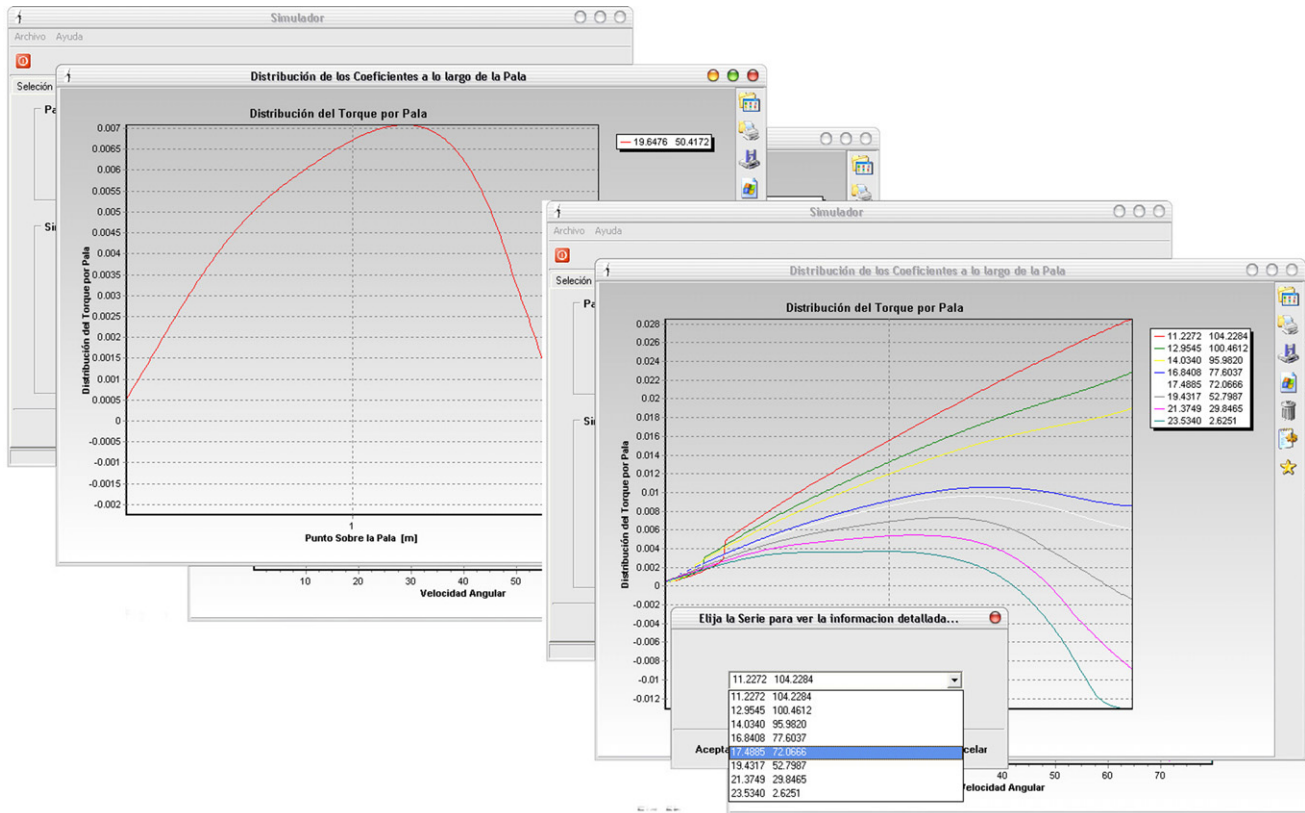 Simulador
Archivo Ayuda
Seleción
Pa
Si
Distribución de los Coeficientes a lo largo de la Pala
Distribución del Torque por Pala
19.6476 50.4172
0.007
0.0065
0.006
0.0055
0.005
0.0045
0.004
0.0035
0.003
0.0025
0.002
0.0015
0.001
0.0005
0
-0.0005
-0.001
-0.0015
-0.002
Distribución del Torque por Pala
1
Punto Sobre la Pala [m]
10 20 30 40 50
Velocidad Angular
Simulador
Archivo Ayuda
Seleción
Pa
Si
Distribución de los Coeficientes a lo largo de la Pala
Distribución del Torque por Pala
11.2272 104.2284
12.9545 100.4612
14.0340 95.9820
16.8408 77.6037
17.4885 72.0666
19.4317 52.7987
21.3749 29.8465
23.5340 2.6251
0.028
0.026
0.024
0.022
0.02
0.018
0.016
0.014
0.012
0.01
0.008
0.006
0.004
0.002
0
-0.002
-0.004
-0.006
-0.008
-0.01
-0.012
Distribución del Torque por Pala
Elija la Serie para ver la informacion detallada...
11.2272 104.2284
11.2272 104.2284
12.9545 100.4612
14.0340 95.9820
16.8408 77.6037
17.4885 72.0666
19.4317 52.7987
21.3749 29.8465
23.5340 2.6251
Acepta
celar
40 50 60 70
Velocidad Angular